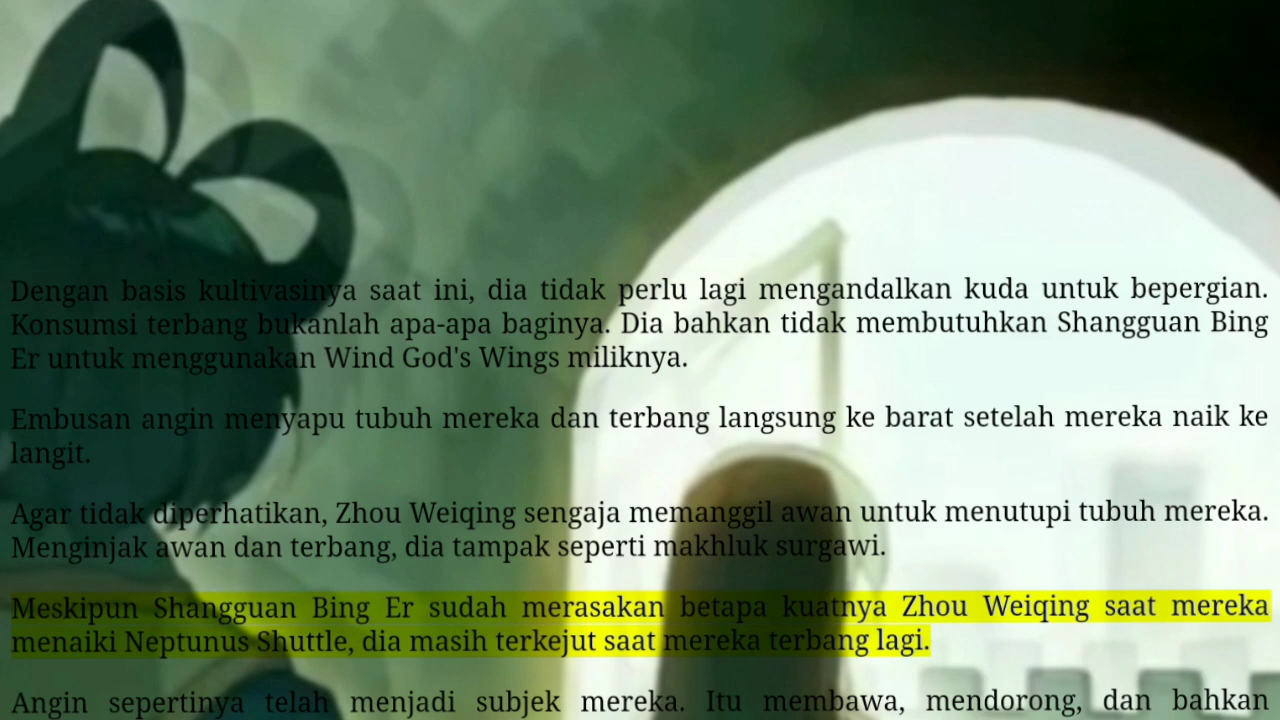 Dengan basis kultivasinya saat ini, dia tidak perlu lagi mengandalkan kuda untuk bepergian.
Konsumsi terbang bukanlah apa-apa baginya. Dia bahkan tidak membutuhkan Shangguan Bing
Er untuk menggunakan Wind God's Wings miliknya.
Embusan angin menyapu tubuh mereka dan terbang langsung ke barat setelah mereka naik ke
langit.
Agar tidak diperhatikan, Zhou Weiqing sengaja memanggil awan untuk menutupi tubuh mereka.
Menginjak awan dan terbang, dia tampak seperti makhluk surgawi.
Meskipun Shangguan Bing Er sudah merasakan betapa kuatnya Zhou Weiqing saat mereka
menaiki Neptunus Shuttle, dia masih terkejut saat mereka terbang lagi.
Angin sepertinya telah menjadi subjek mereka. Itu membawa, mendorong, dan bahkan